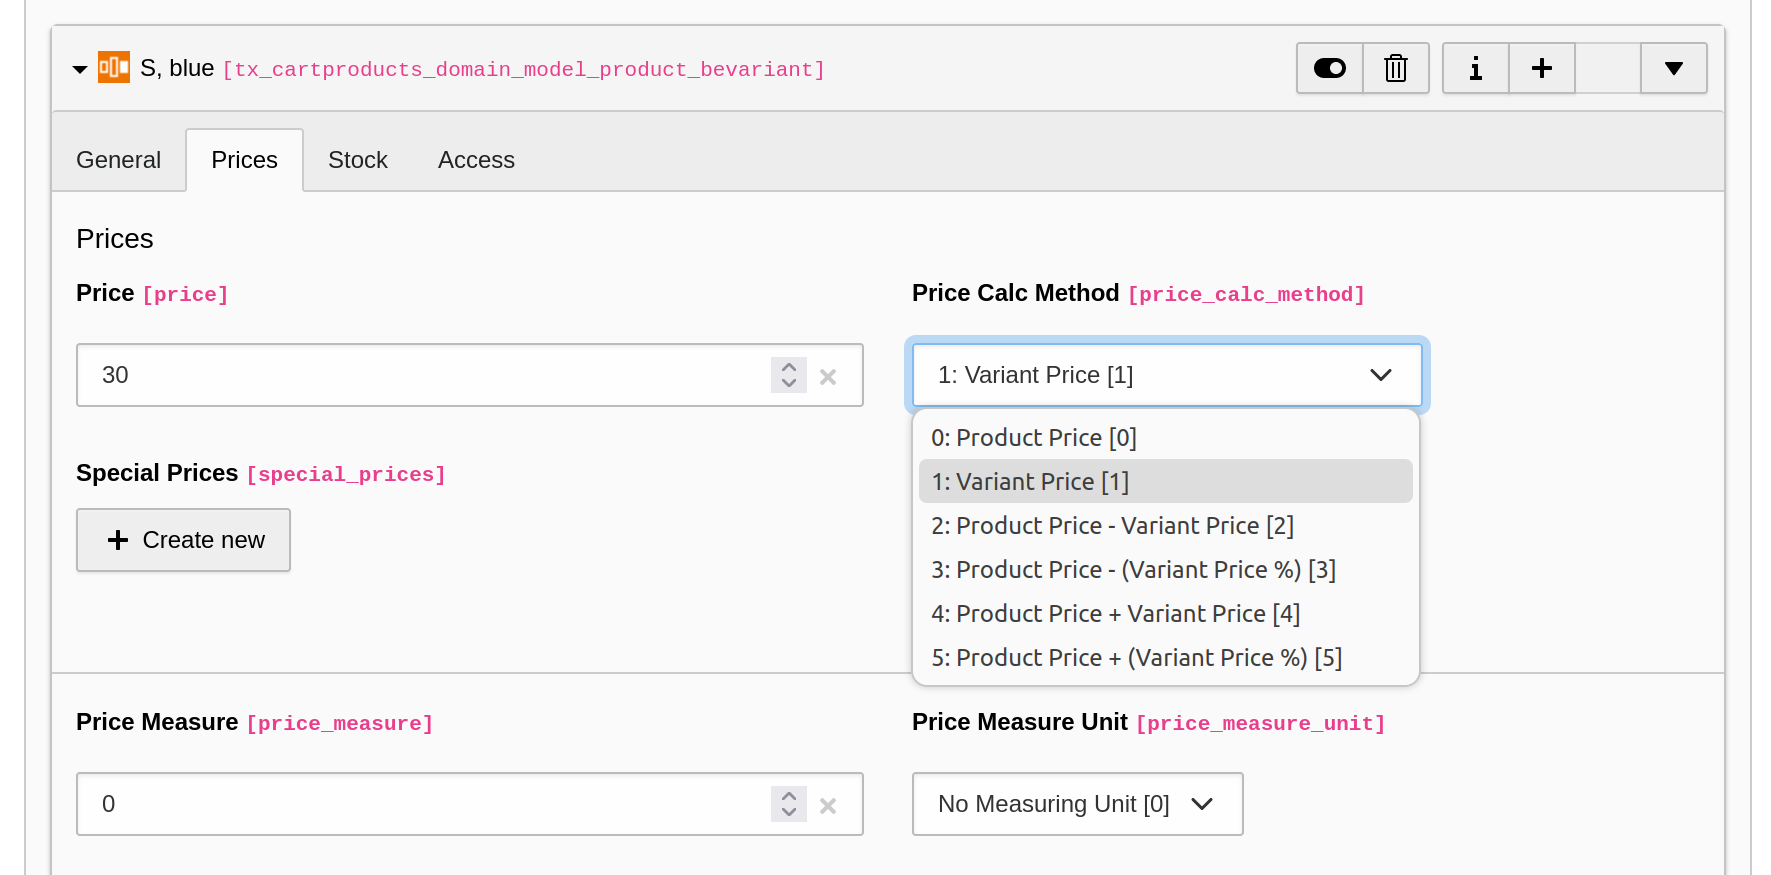 S, blue [tx_cartproducts_domain_model_product_bevariant]
General Prices Stock Access
Prices
Price [price]
Price Calc Method [price_calc_method]
30
1: Variant Price [1]
0: Product Price [0]
1: Variant Price [1]
2: Product Price - Variant Price [2]
3: Product Price - (Variant Price %) [3]
4: Product Price + Variant Price [4]
5: Product Price + (Variant Price %) [5]
Special Prices [special_prices]
Create new
Price Measure [price_measure]
Price Measure Unit [price_measure_unit]
0
No Measuring Unit [0]